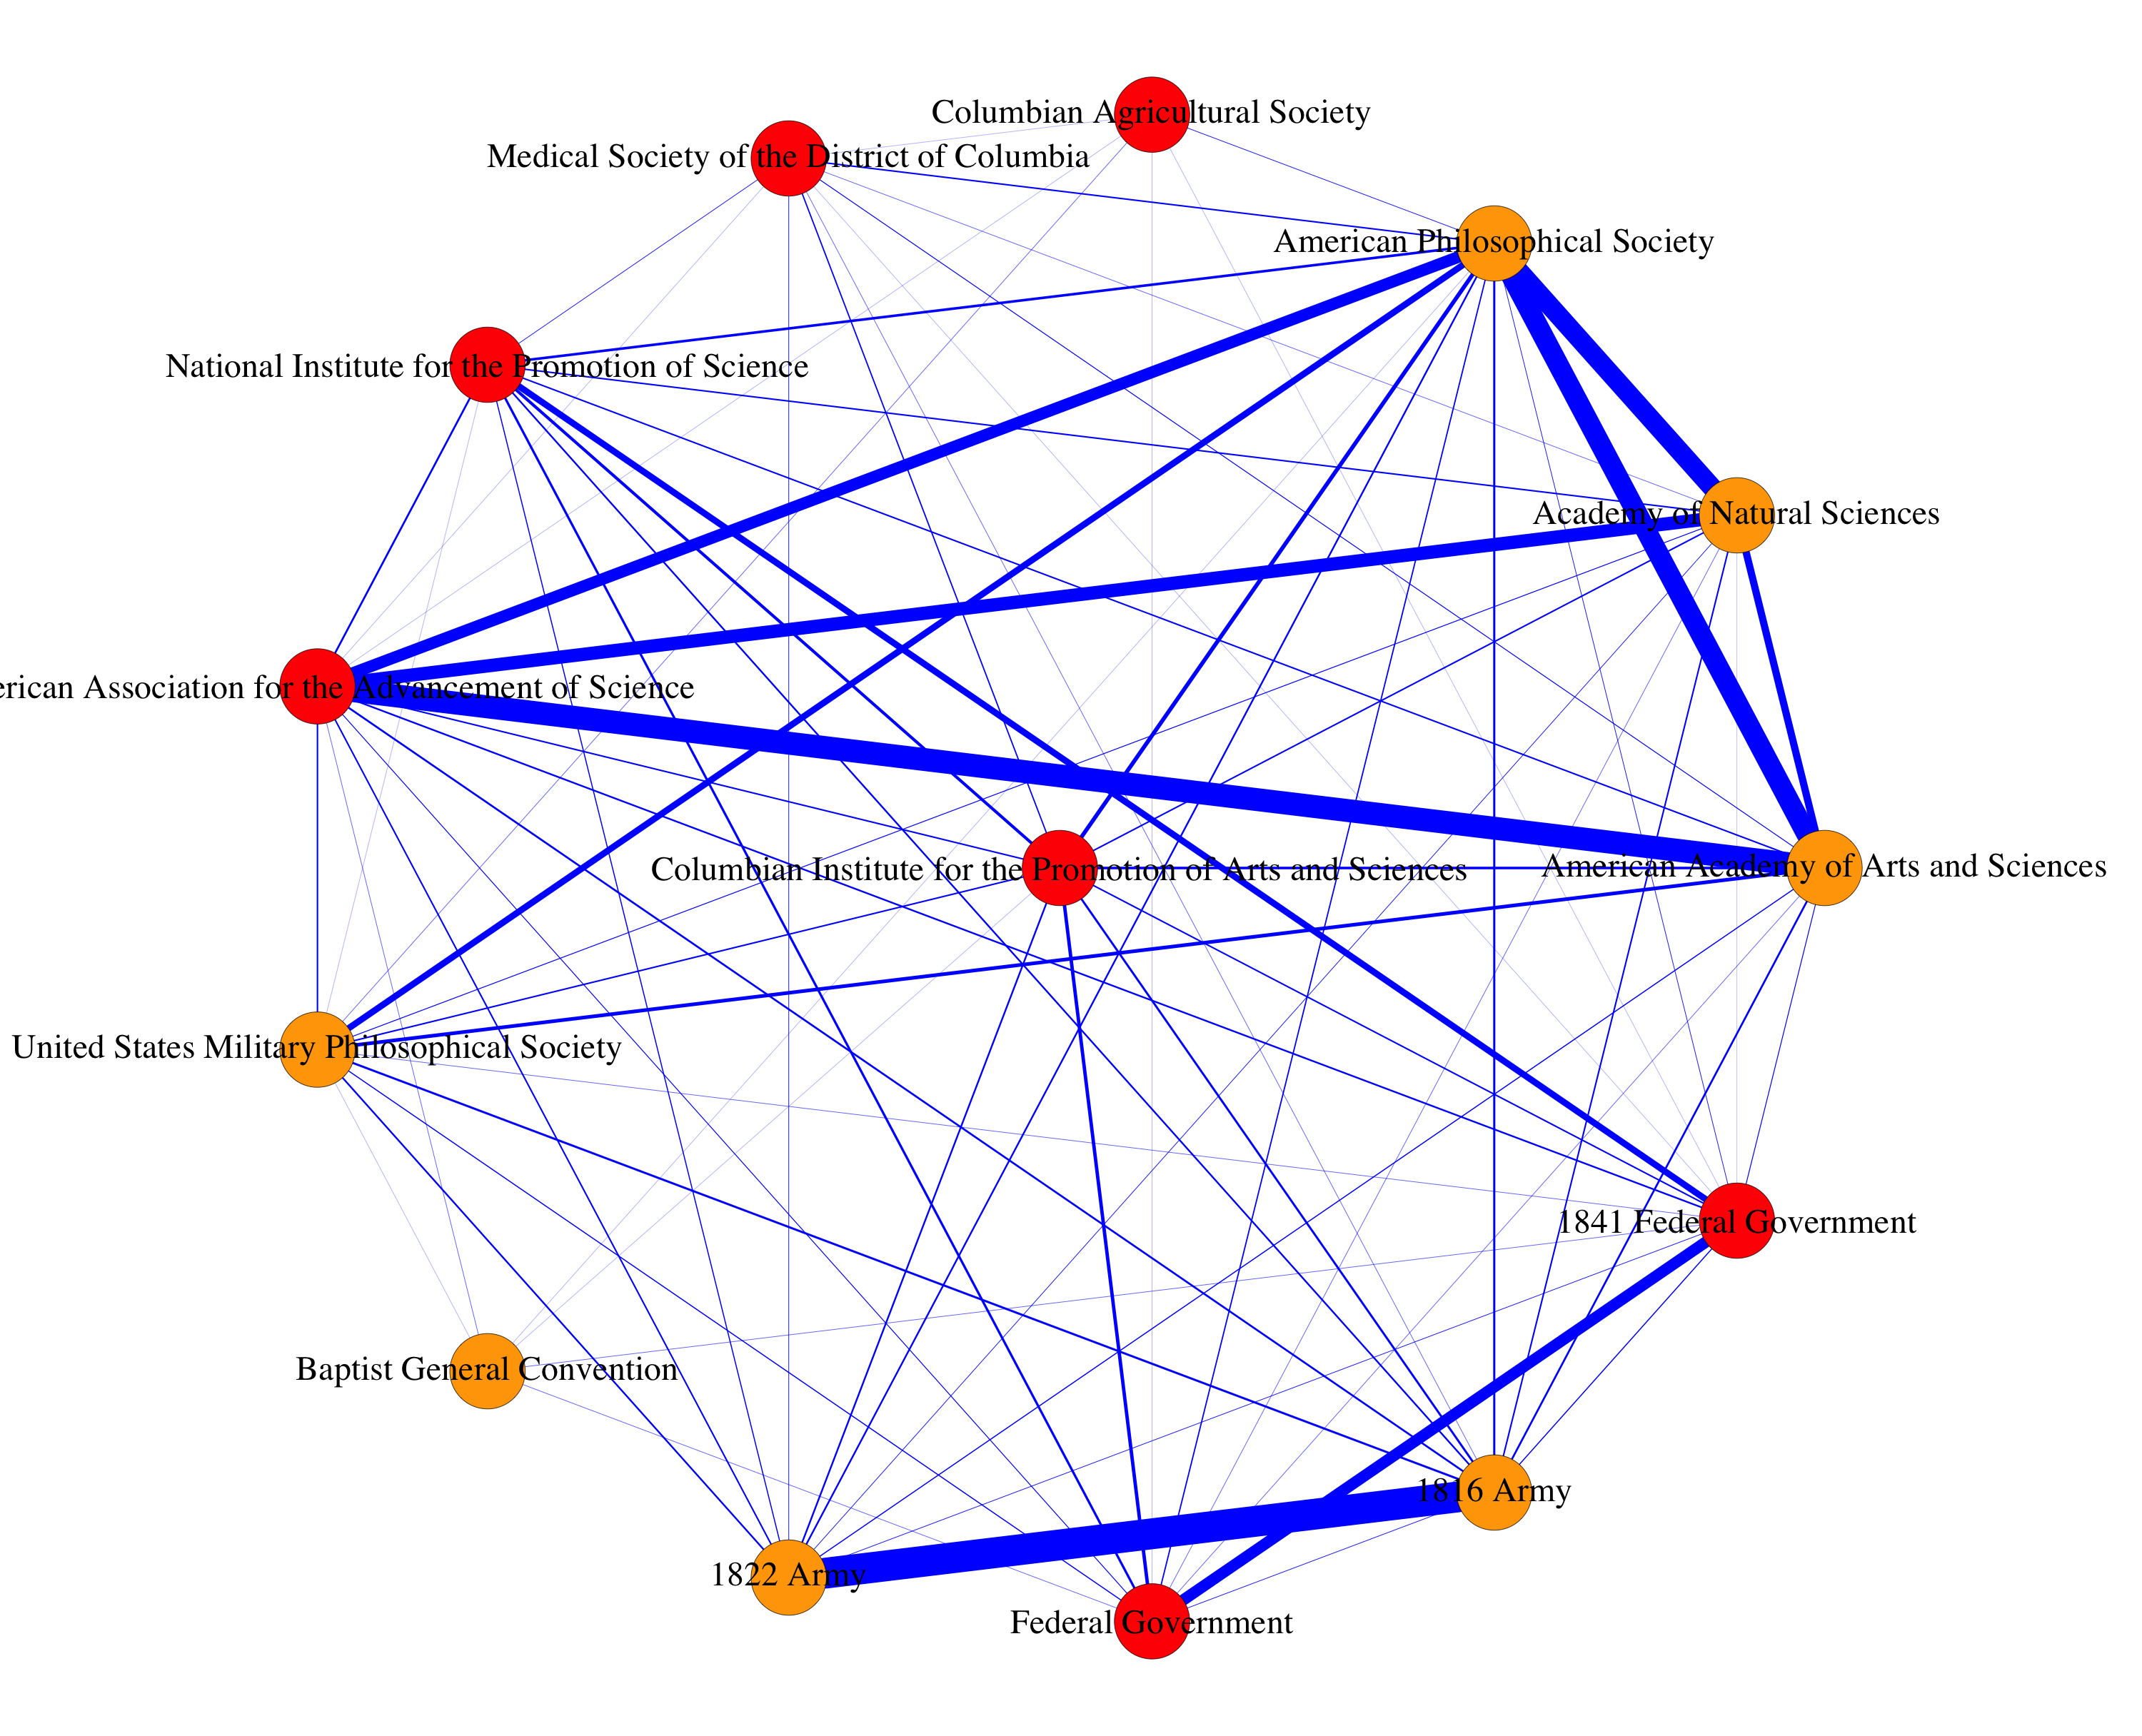 Columbian Agricultural Society
Medical Society of the District of Columbia
American Philosophical Society
National Institute for the Promotion of Science
Academy of Natural Sciences
erican Association for the Advancement of Science
Columbian Institute for the Promotion of Arts and Sciences
American Academy of Arts and Sciences
United States Military Philosophical Society
1841 Federal Government
Baptist General Convention
1816 Army
1822 Army
Federal Government